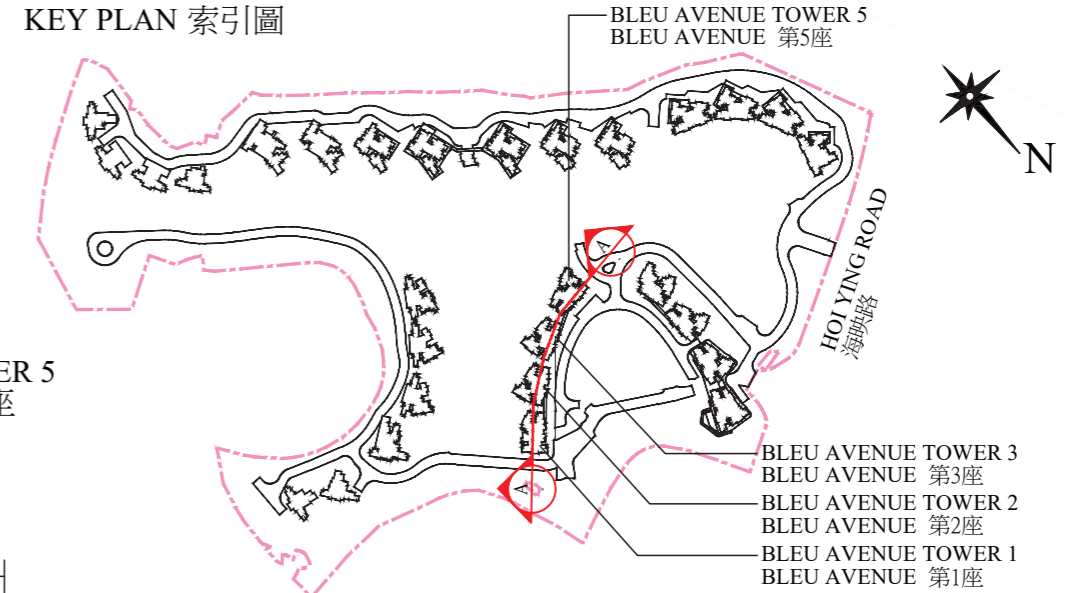 KEY PLAN 索引圖
BLEU AVENUE TOWER 5
BLEU AVENUE 第5座
N
A
HOI YING ROAD
海映路
ER 5
座
BLEU AVENUE TOWER 3
BLEU AVENUE 第3座
A
BLEU AVENUE TOWER 2
BLEU AVENUE 第2座
BLEU AVENUE TOWER 1
BLEU AVENUE 第1座